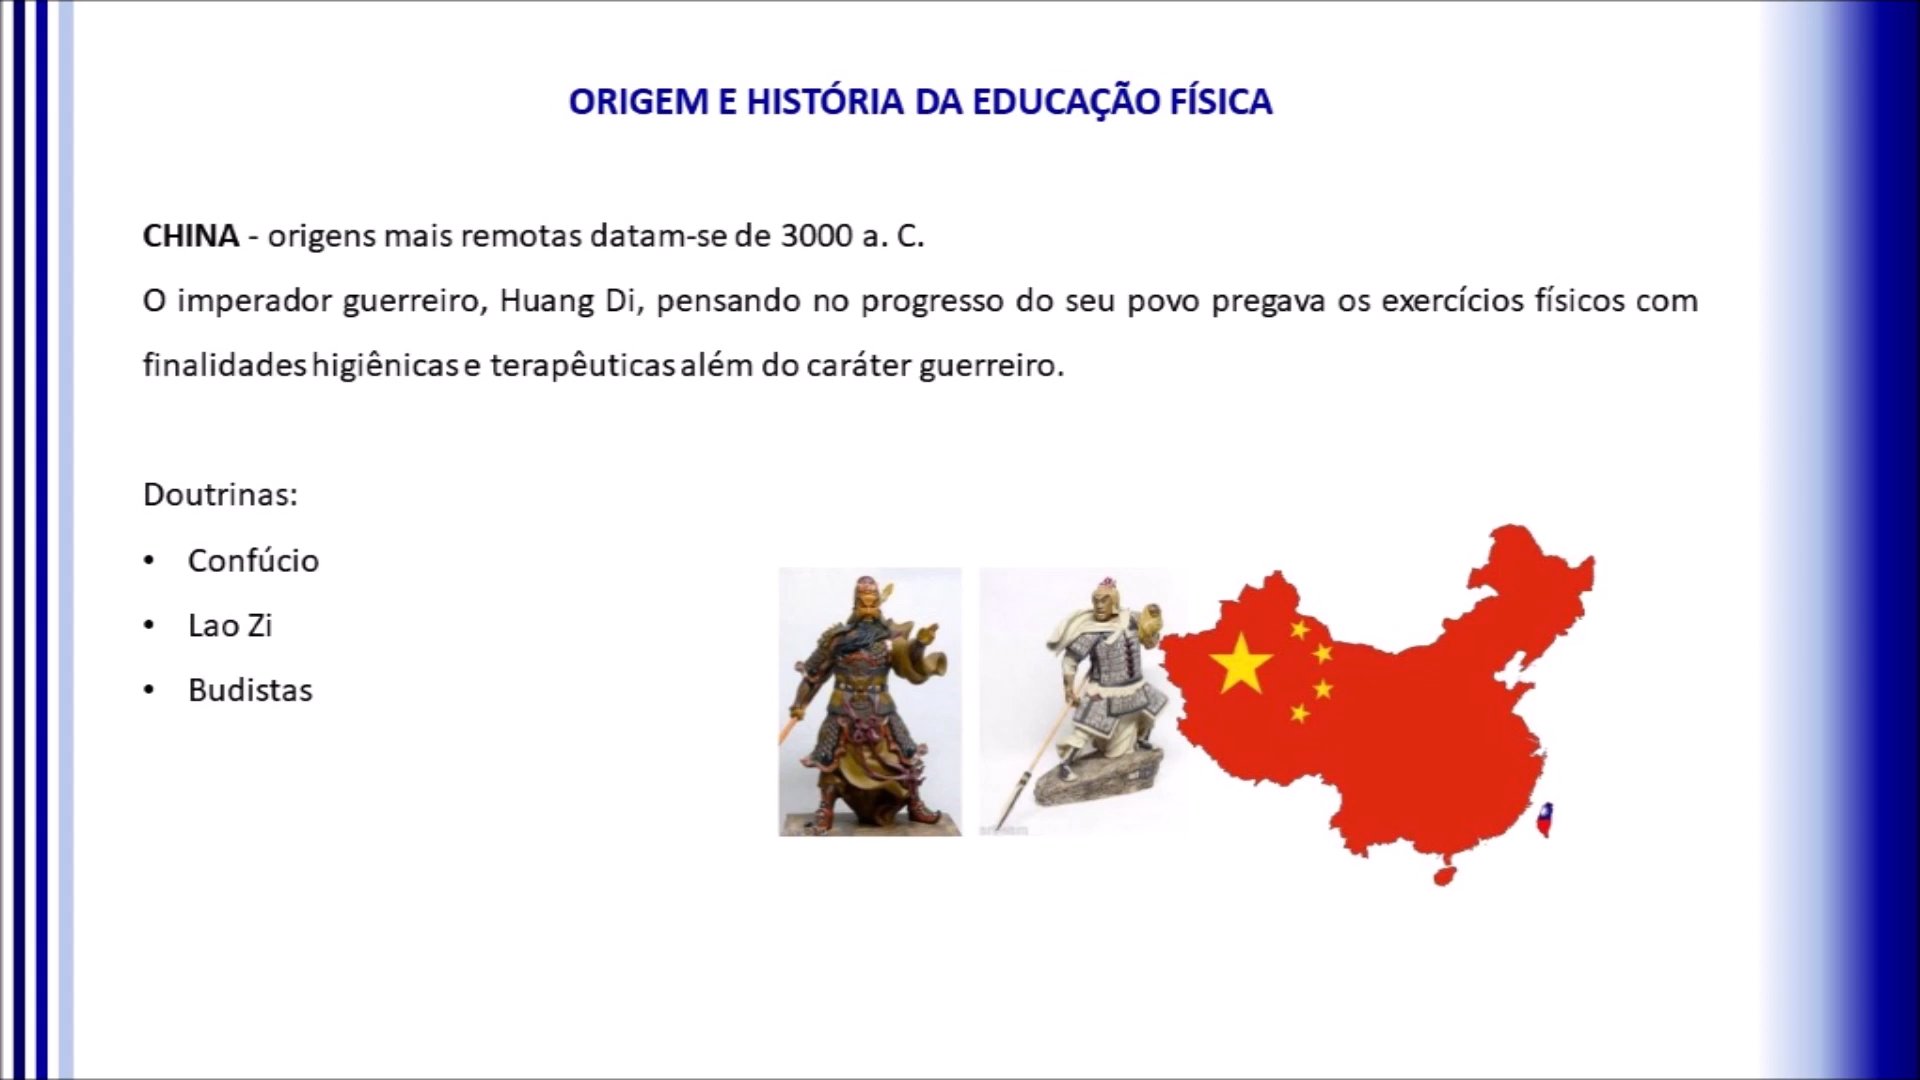 ORIGEM E HISTÓRIA DA EDUCAÇÃO FÍSICA
CHINA - origens mais remotas datam-se de 3000 a. C.
O imperador guerreiro, Huang Di, pensando no progresso do seu povo pregava os exercícios físicos com
finalidades higiênicas e terapêuticas além do caráter guerreiro.
Doutrinas:
• Confúcio
• Lao Zi
• Budistas